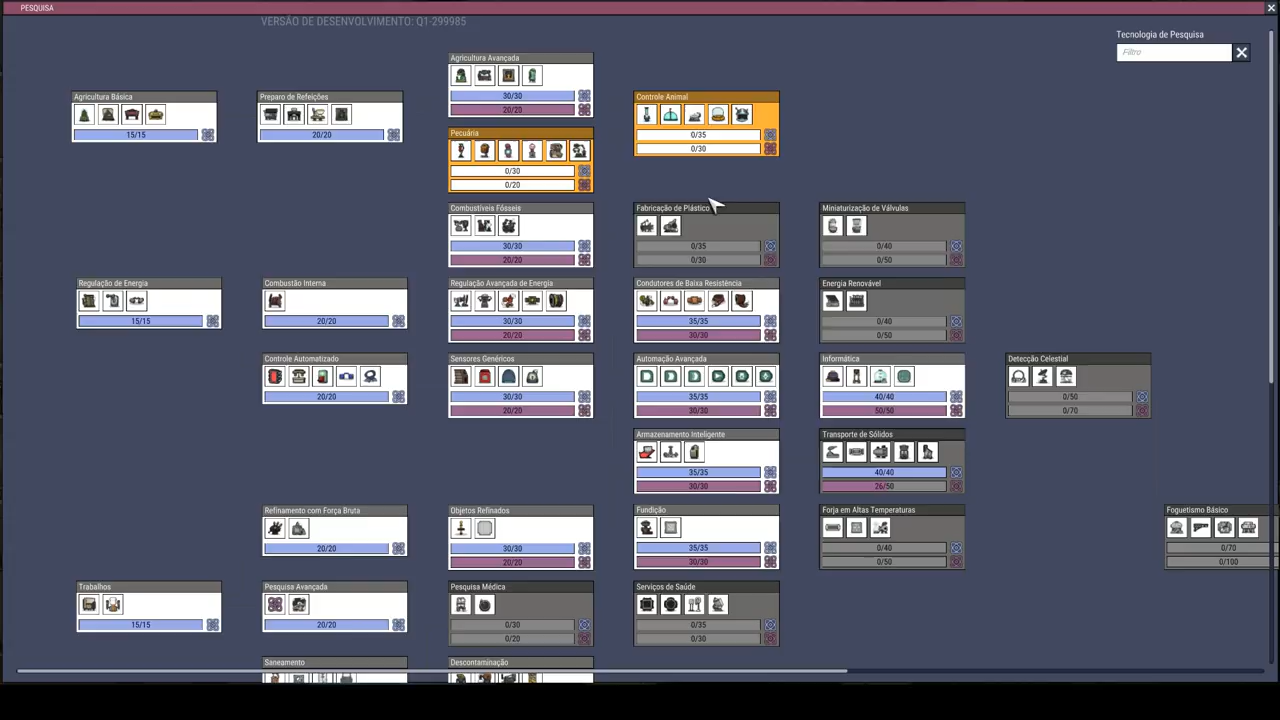 PESQUISA
VERSÃO DE DESENVOLVIMENTO: Q1-299985
Tecnologia de Pesquisa
Filtro
Agricultura Avançada
30/30
20/20
Agricultura Básica
15/15
Preparo de Refeições
20/20
Controle Animal
0/35
0/30
Pecuária
0/30
0/20
Combustíveis Fósseis
30/30
20/20
Fabricação de Plástico
0/35
0/30
Miniaturização de Válvulas
0/40
0/50
Regulação de Energia
15/15
Combustão Interna
20/20
Regulação Avançada de Energia
30/30
20/20
Condutores de Baixa Resistência
35/35
30/30
Energia Renovável
0/40
0/50
Controle Automatizado
20/20
Sensores Genéricos
30/30
20/20
Automação Avançada
35/35
30/30
Informática
40/40
50/50
Detecção Celestial
0/50
0/70
Armazenamento Inteligente
35/35
30/30
Transporte de Sólidos
40/40
26/50
Refinamento com Força Bruta
20/20
Objetos Refinados
30/30
20/20
Fundição
35/35
30/30
Forja em Altas Temperaturas
0/40
0/50
Foguetismo Básico
0/70
0/100
Trabalhos
15/15
Pesquisa Avançada
20/20
Pesquisa Médica
0/30
0/20
Serviços de Saúde
0/35
0/30
Saneamento
Descontaminação